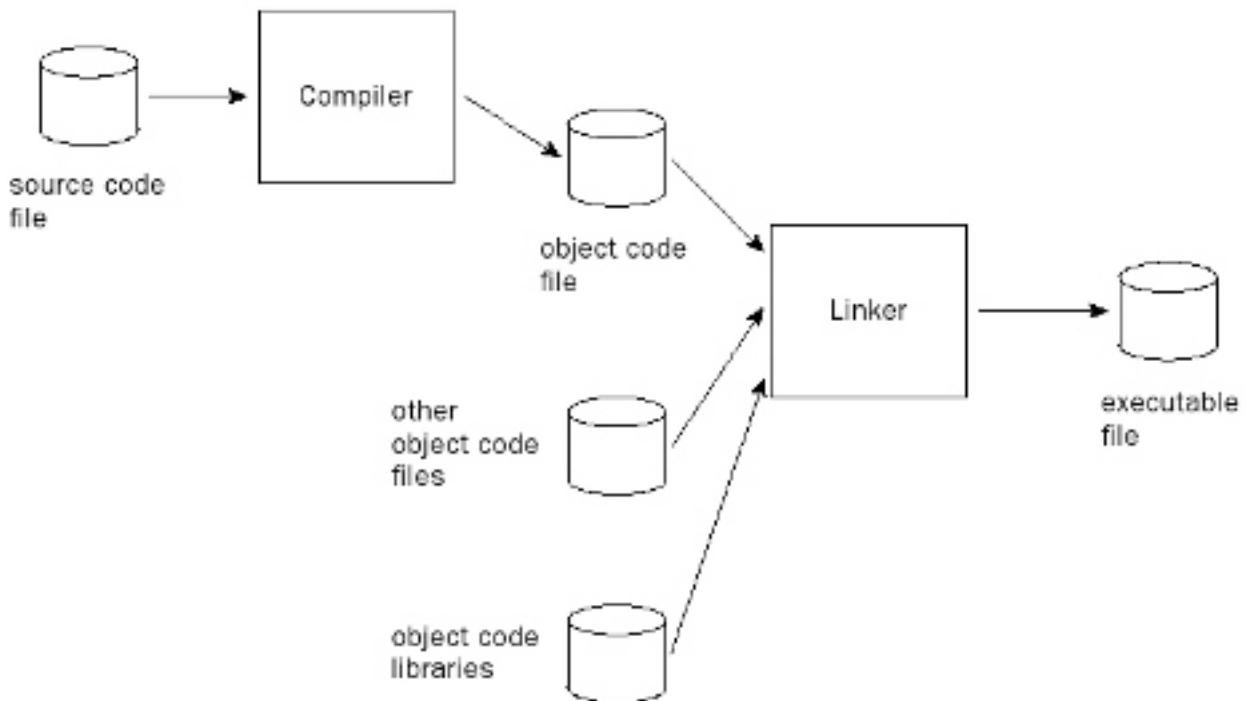 Compiler
source code
file
object code
file
Linker
other
object code
files
executable
file
object code
libraries